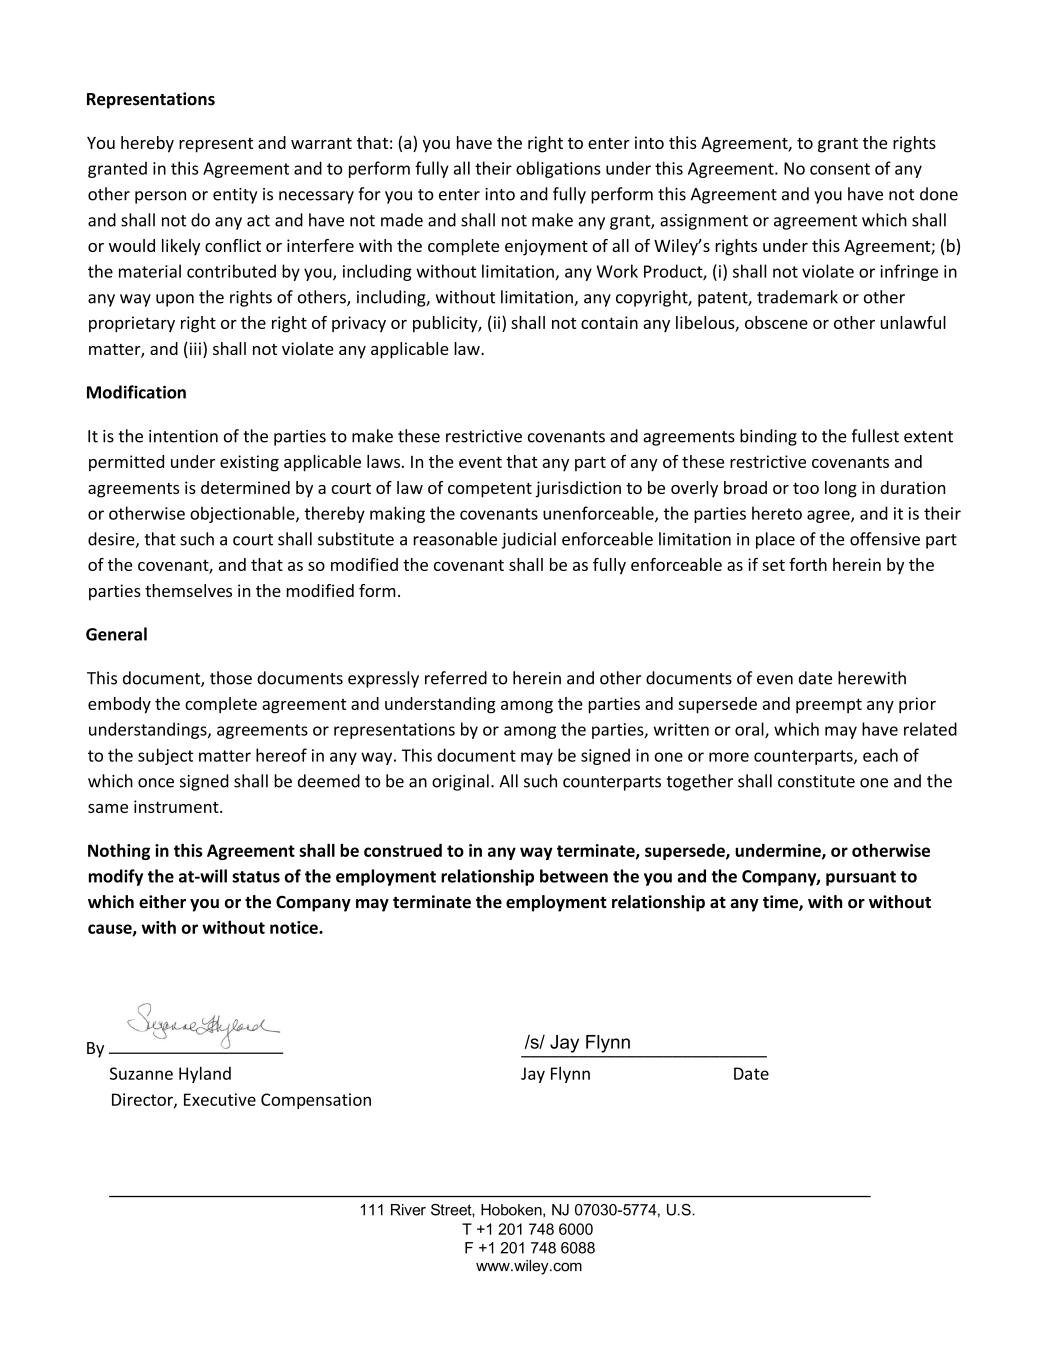 Representations
You hereby represent and warrant that: (a) you have the right to enter into this Agreement, to grant the rights
granted in this Agreement and to perform fully all their obligations under this Agreement. No consent of any
other person or entity is necessary for you to enter into and fully perform this Agreement and you have not done
and shall not do any act and have not made and shall not make any grant, assignment or agreement which shall
or would likely conflict or interfere with the complete enjoyment of all of Wiley’s rights under this Agreement; (b)
the material contributed by you, including without limitation, any Work Product, (i) shall not violate or infringe in
any way upon the rights of others, including, without limitation, any copyright, patent, trademark or other
proprietary right or the right of privacy or publicity, (ii) shall not contain any libelous, obscene or other unlawful
matter, and (iii) shall not violate any applicable law.
Modification
It is the intention of the parties to make these restrictive covenants and agreements binding to the fullest extent
permitted under existing applicable laws. In the event that any part of any of these restrictive covenants and
agreements is determined by a court of law of competent jurisdiction to be overly broad or too long in duration
or otherwise objectionable, thereby making the covenants unenforceable, the parties hereto agree, and it is their
desire, that such a court shall substitute a reasonable judicial enforceable limitation in place of the offensive part
of the covenant, and that as so modified the covenant shall be as fully enforceable as if set forth herein by the
parties themselves in the modified form.
General
This document, those documents expressly referred to herein and other documents of even date herewith
embody the complete agreement and understanding among the parties and supersede and preempt any prior
understandings, agreements or representations by or among the parties, written or oral, which may have related
to the subject matter hereof in any way. This document may be signed in one or more counterparts, each of
which once signed shall be deemed to be an original. All such counterparts together shall constitute one and the
same instrument.
Nothing in this Agreement shall be construed to in any way terminate, supersede, undermine, or otherwise
modify the at-will status of the employment relationship between the you and the Company, pursuant to
which either you or the Company may terminate the employment relationship at any time, with or without
cause, with or without notice.
Suzanne Hyland
By
/s/ Jay Flynn
Suzanne Hyland
Jay Flynn Date
Director, Executive Compensation
111 River Street, Hoboken, NJ 07030-5774, U.S.
T +1 201 748 6000
F +1 201 748 6088
www.wiley.com